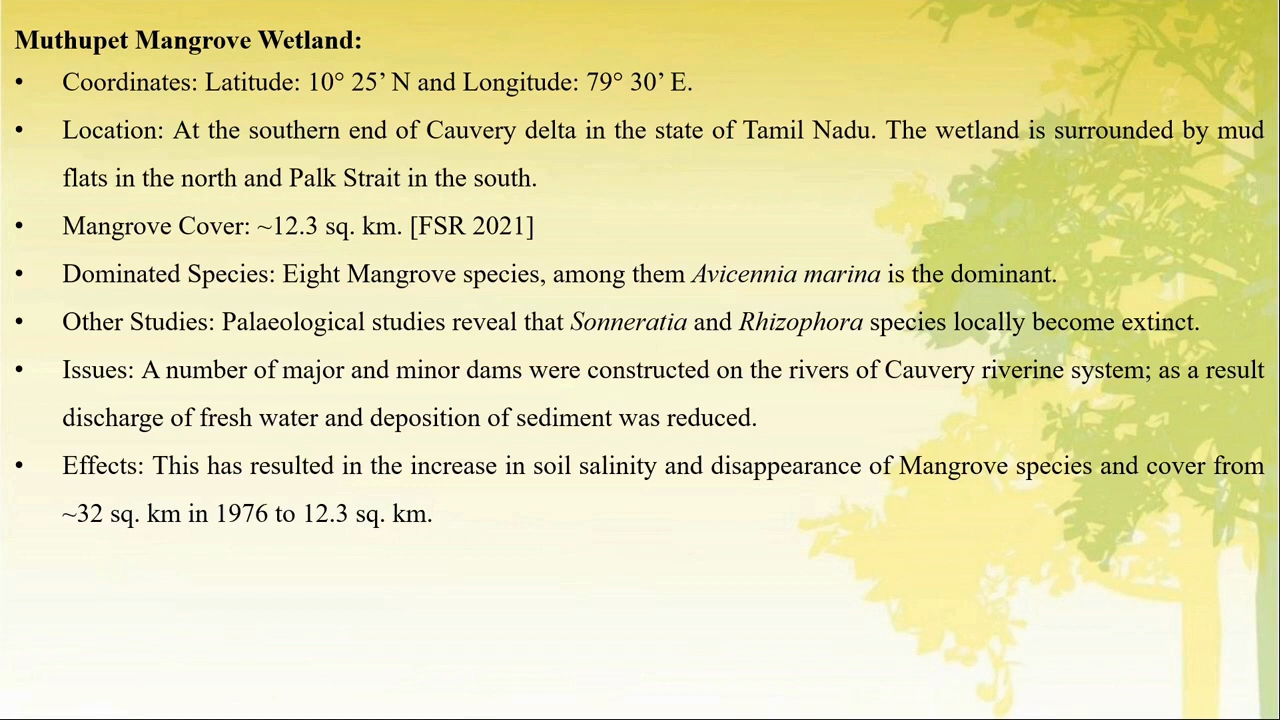 Muthupet Mangrove Wetland:
• Coordinates: Latitude: 10° 25’ N and Longitude: 79° 30’ E.
• Location: At the southern end of Cauvery delta in the state of Tamil Nadu. The wetland is surrounded by mud
flats in the north and Palk Strait in the south.
• Mangrove Cover: ~12.3 sq. km. [FSR 2021]
• Dominated Species: Eight Mangrove species, among them Avicennia marina is the dominant.
• Other Studies: Palaeological studies reveal that Sonneratia and Rhizophora species locally become extinct.
• Issues: A number of major and minor dams were constructed on the rivers of Cauvery riverine system; as a result
discharge of fresh water and deposition of sediment was reduced.
• Effects: This has resulted in the increase in soil salinity and disappearance of Mangrove species and cover from
~32 sq. km in 1976 to 12.3 sq. km.